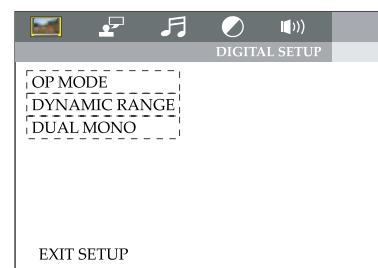 DIGITAL SETUP
OP MODE
DYNAMIC RANGE
DUAL MONO
EXIT SETUP